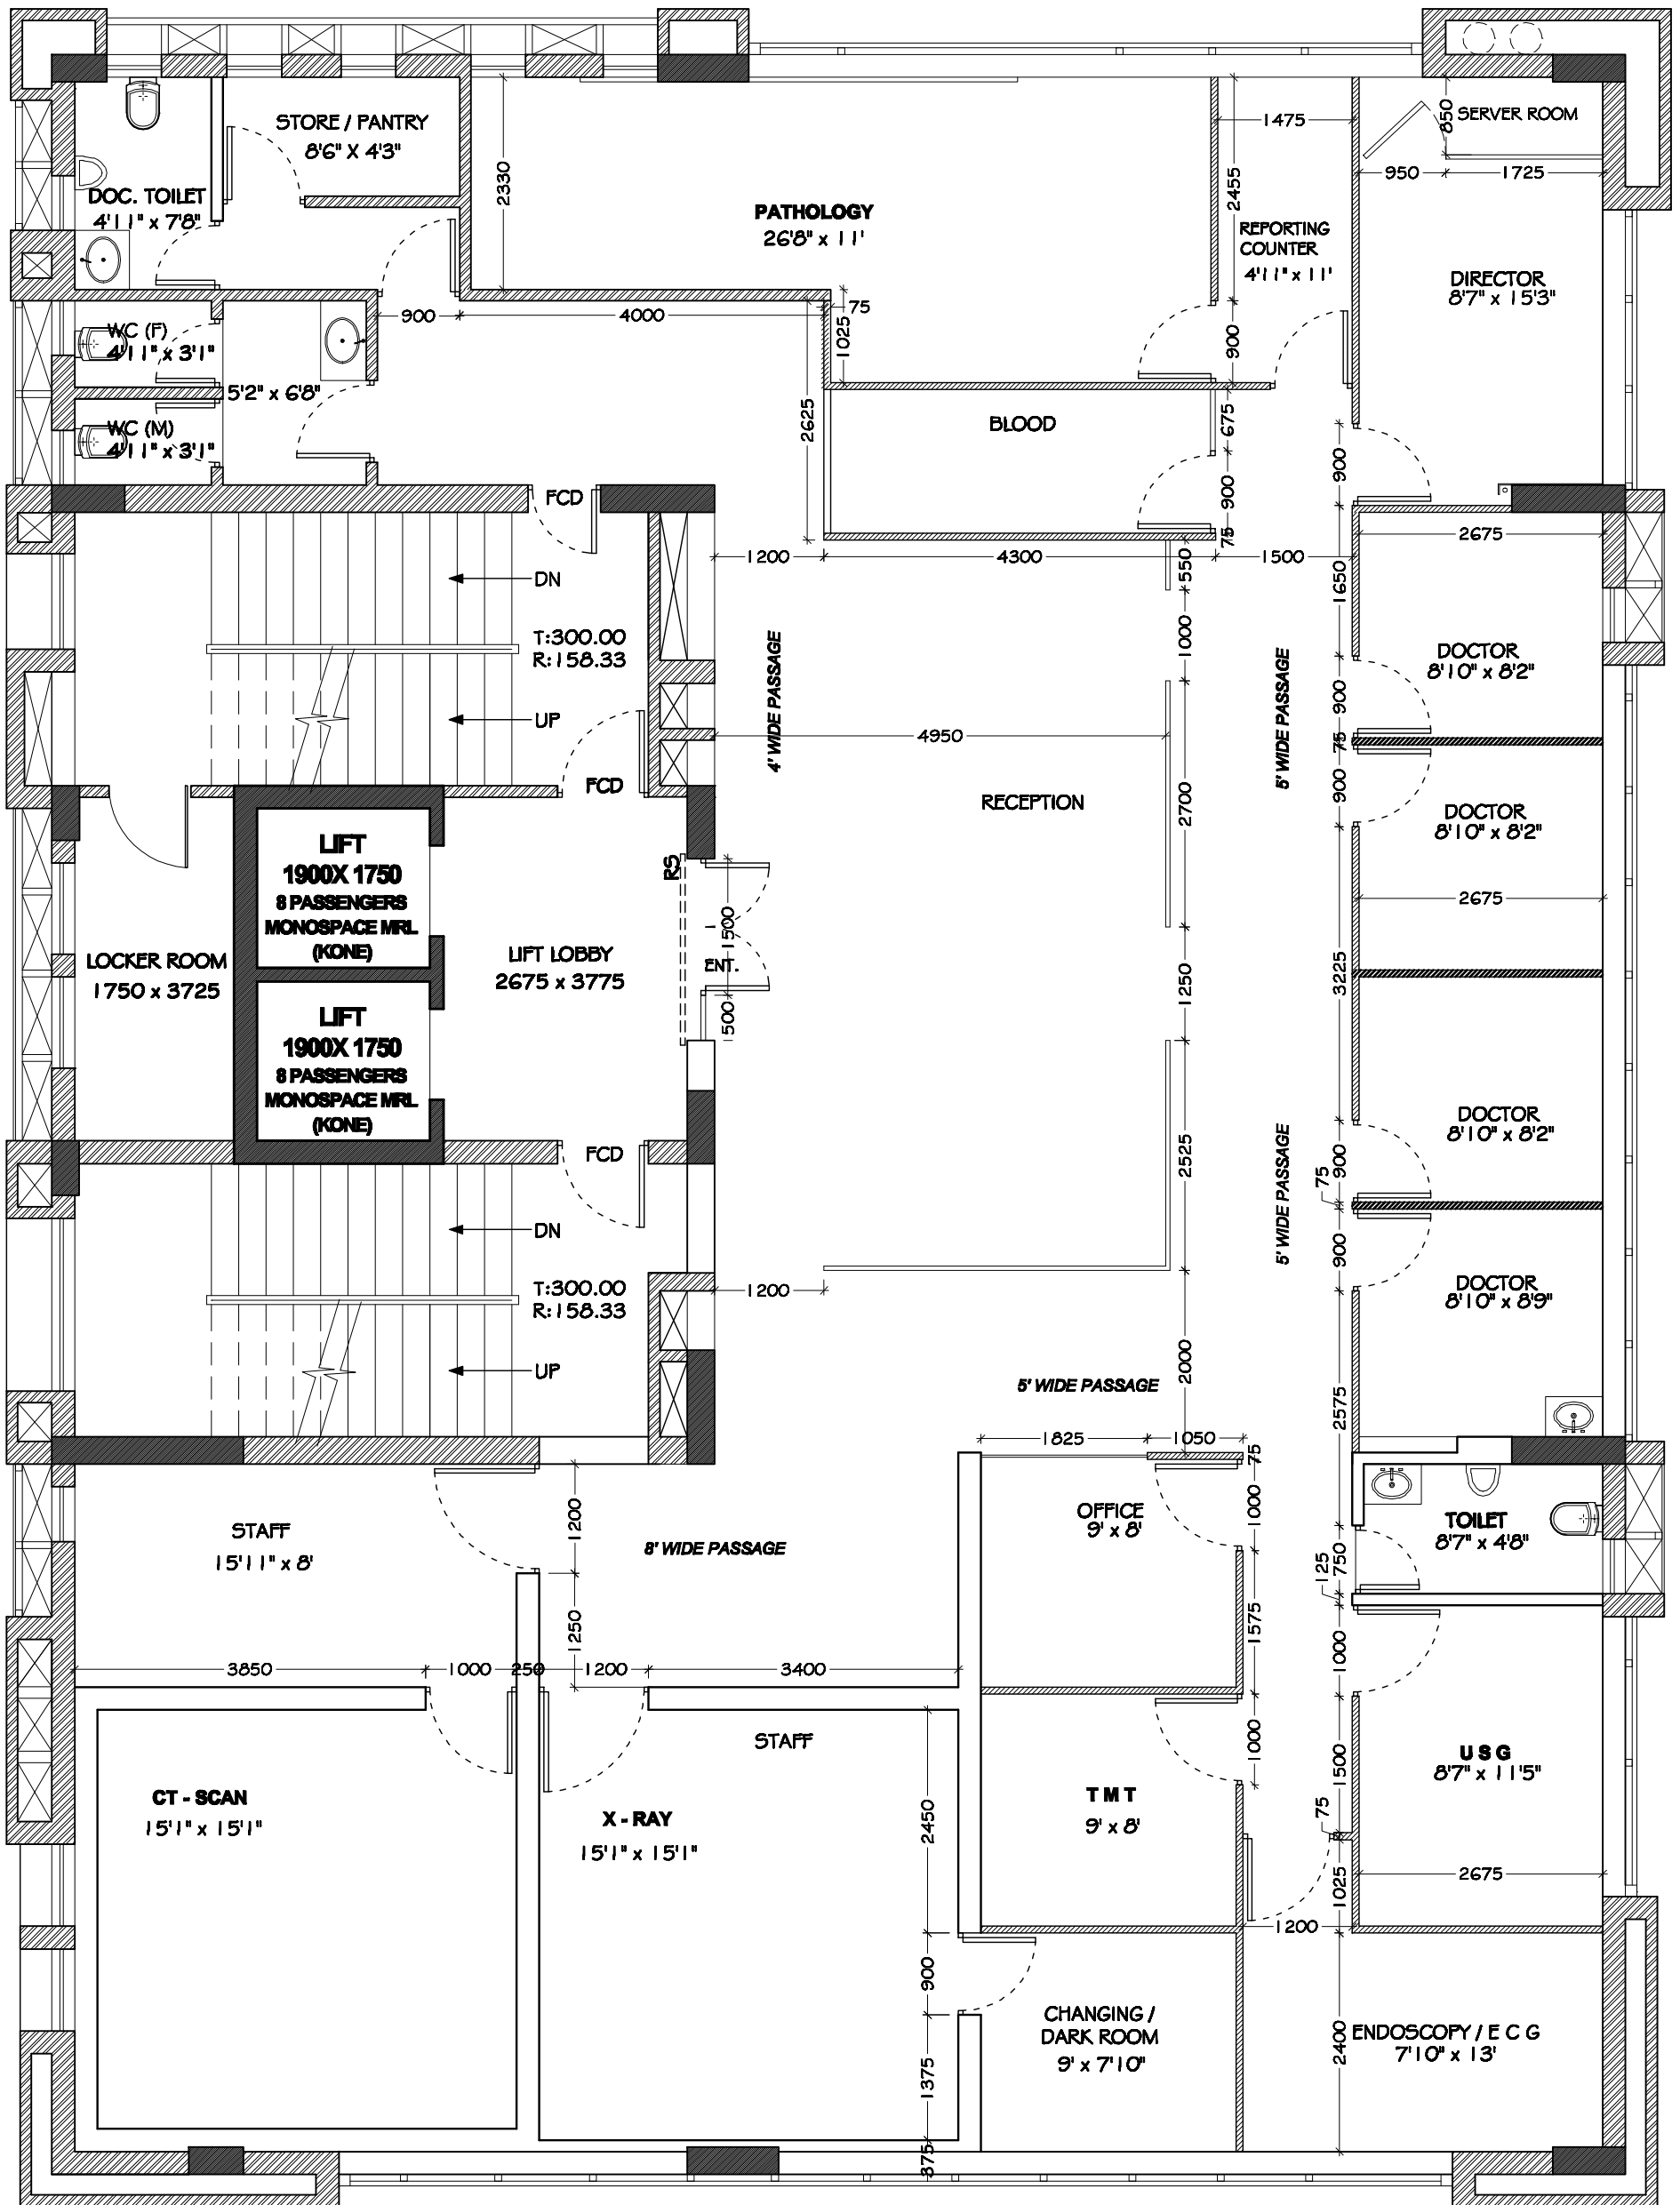 STORE / PANTRY
8'6" X 4'3"
DOC. TOILET
4'11" x 7'8"
2330
PATHOLOGY
26'8" x 11'
1475
2455
REPORTING
COUNTER
4'11" x 11'
850
SERVER ROOM
950
1725
DIRECTOR
8'7" x 15'3"
WC (F)
4'11" x 3'1"
5'2" x 6'8"
WC (M)
4'11" x 3'1"
900
4000
75
1025
2625
900
BLOOD
675
900
75
900
FCD
DN
T:300.00
R:158.33
UP
FCD
1200
4300
1500
550
1000
2700
1250
2525
2000
4' WIDE PASSAGE
4950
RECEPTION
5' WIDE PASSAGE
1650
900
75
900
3225
900
75
900
2575
2675
DOCTOR
8'10" x 8'2"
DOCTOR
8'10" x 8'2"
2675
DOCTOR
8'10" x 8'2"
DOCTOR
8'10" x 8'9"
LIFT
1900X 1750
8 PASSENGERS
MONOSPACE MRL
(KONE)
LIFT
1900X 1750
8 PASSENGERS
MONOSPACE MRL
(KONE)
LOCKER ROOM
1750 x 3725
LIFT LOBBY
2675 x 3775
RS
1500
ENT.
500
5' WIDE PASSAGE
FCD
DN
T:300.00
R:158.33
UP
1200
5' WIDE PASSAGE
1825
1050
75
1000
OFFICE
9' x 8'
1575
TOILET
8'7" x 4'8"
750
125
STAFF
15'11" x 8'
1200
1250
8' WIDE PASSAGE
3850
1000
250
1200
3400
STAFF
CT - SCAN
15'1" x 15'1"
X - RAY
15'1" x 15'1"
2450
900
1375
375
T M T
9' x 8'
1000
1000
1500
75
1025
U S G
8'7" x 11'5"
2675
1200
CHANGING /
DARK ROOM
9' x 7'10"
2400
ENDOSCOPY / E C G
7'10" x 13'